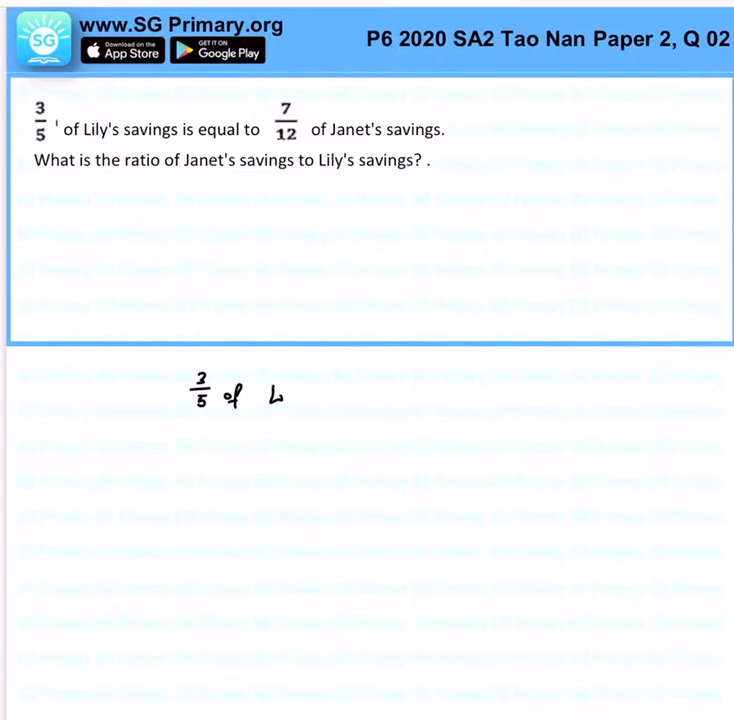 www.SG Primary.org
SG
Download on the App Store
GET IT ON Google Play
P6 2020 SA2 Tao Nan Paper 2, Q 02
3/5 ' of Lily's savings is equal to 7/12 of Janet's savings.
What is the ratio of Janet's savings to Lily's savings? .
3/5 of L